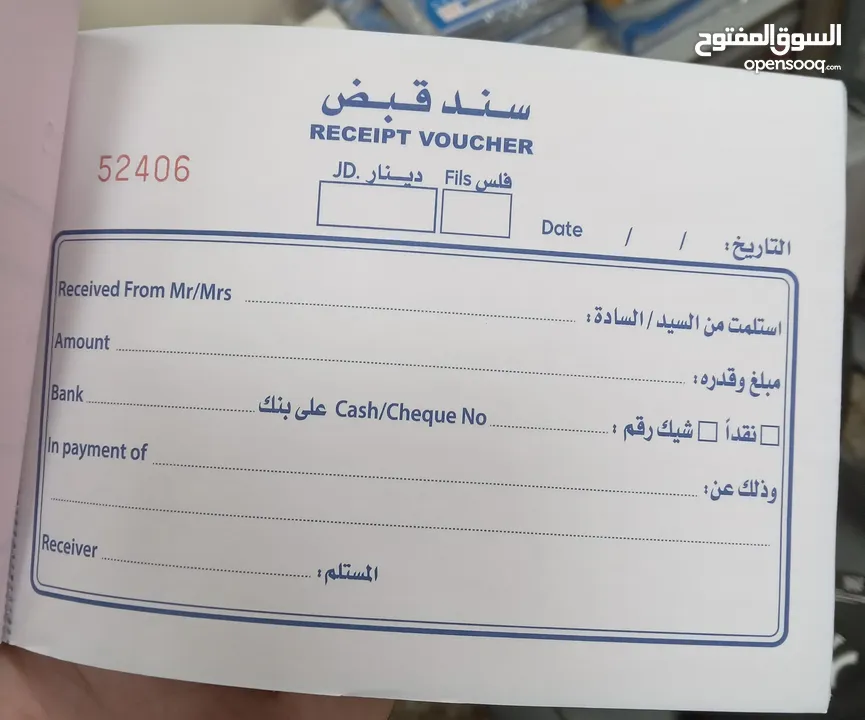 السوق المفتوح
opensooq.com
سند قبض
RECEIPT VOUCHER
52406
JD. دينار Fils فلس
Date / / التاريخ:
Received From Mr/Mrs استلمت من السيد/السادة:
Amount مبلغ وقدره:
Bank على بنك Cash/Cheque No شيك رقم: نقداً
In payment of وذلك عن:
Receiver المستلم: